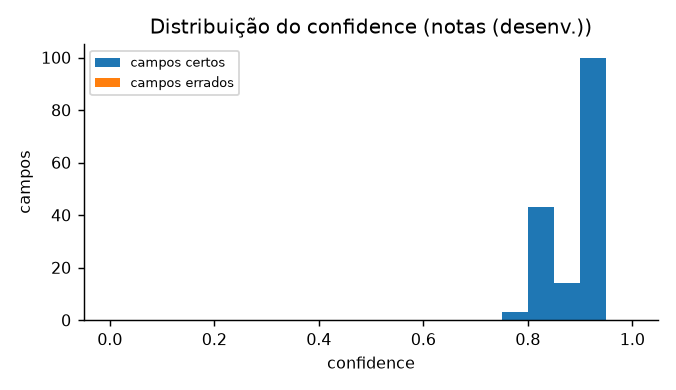 Distribuição do confidence (notas (desenv.))
campos certos
campos errados
100
80
60
40
20
0
campos
0.0 0.2 0.4 0.6 0.8 1.0
confidence